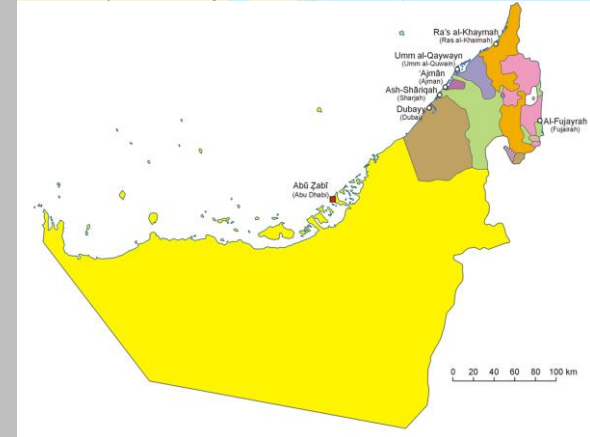 Ra's al-Khaymah
(Ras al-Khaimah)
Umm al-Qaywayn
(Umm al-Quwain)
'Ajmān
(Ajman)
Ash-Shāriqah
(Sharjah)
Dubayy
(Dubai)
Al-Fujayrah
(Fujairah)
Abū Ẓabī
(Abu Dhabi)
0 20 40 60 80 100 km